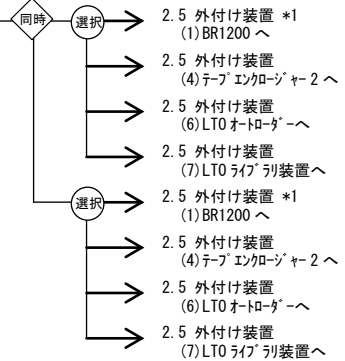 同時
選択
2.5 外付け装置 *1
(1)BR1200 へ
2.5 外付け装置
(4)ﾃｰﾌﾟｴﾝｸﾛｰｼﾞｬｰ2 へ
2.5 外付け装置
(6)LTO ｵｰﾄﾛｰﾀﾞｰへ
2.5 外付け装置
(7)LTO ﾗｲﾌﾞﾗﾘ装置へ
選択
2.5 外付け装置 *1
(1)BR1200 へ
2.5 外付け装置
(4)ﾃｰﾌﾟｴﾝｸﾛｰｼﾞｬｰ2 へ
2.5 外付け装置
(6)LTO ｵｰﾄﾛｰﾀﾞｰへ
2.5 外付け装置
(7)LTO ﾗｲﾌﾞﾗﾘ装置へ